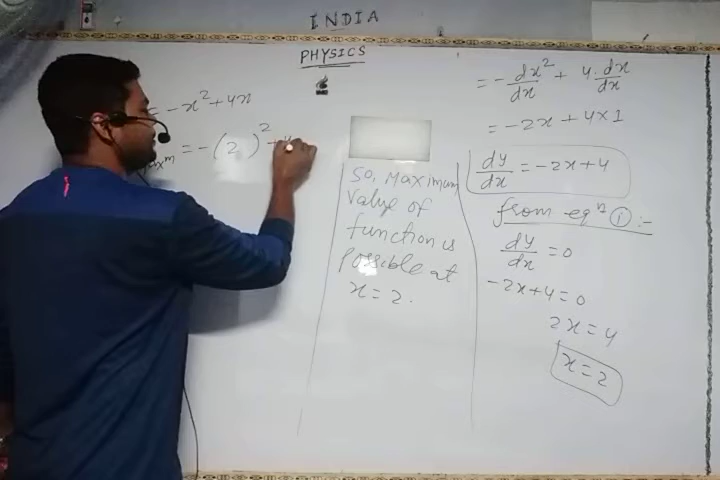 INDIA
PHYSICS
= -x² + 4x
= -(2)² + 4
So, Maximum
Value of
function is
possible at
x = 2.
= - dx²/dx + 4 · dx/dx
= -2x + 4 × 1
dy/dx = -2x + 4
from eqⁿ ① :-
dy/dx = 0
-2x + 4 = 0
2x = 4
x = 2